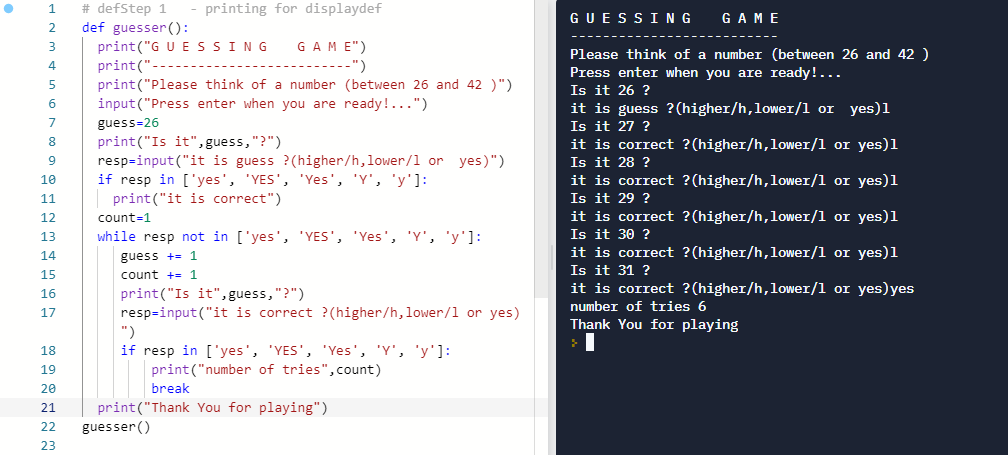 1 # defStep 1   - printing for displaydef
2 def guesser():
3 print("G U E S S I N G    G A M E")
4 print("--------------------------")
5 print("Please think of a number (between 26 and 42 )")
6 input("Press enter when you are ready!...")
7 guess=26
8 print("Is it",guess,"?")
9 resp=input("it is guess ?(higher/h,lower/l or  yes)")
10 if resp in ['yes', 'YES', 'Yes', 'Y', 'y']:
11 print("it is correct")
12 count=1
13 while resp not in ['yes', 'YES', 'Yes', 'Y', 'y']:
14 guess += 1
15 count += 1
16 print("Is it",guess,"?")
17 resp=input("it is correct ?(higher/h,lower/l or yes)
")
18 if resp in ['yes', 'YES', 'Yes', 'Y', 'y']:
19 print("number of tries",count)
20 break
21 print("Thank You for playing")
22 guesser()
23
G U E S S I N G    G A M E
--------------------------
Please think of a number (between 26 and 42 )
Press enter when you are ready!...
Is it 26 ?
it is guess ?(higher/h,lower/l or  yes)l
Is it 27 ?
it is correct ?(higher/h,lower/l or yes)l
Is it 28 ?
it is correct ?(higher/h,lower/l or yes)l
Is it 29 ?
it is correct ?(higher/h,lower/l or yes)l
Is it 30 ?
it is correct ?(higher/h,lower/l or yes)l
Is it 31 ?
it is correct ?(higher/h,lower/l or yes)yes
number of tries 6
Thank You for playing